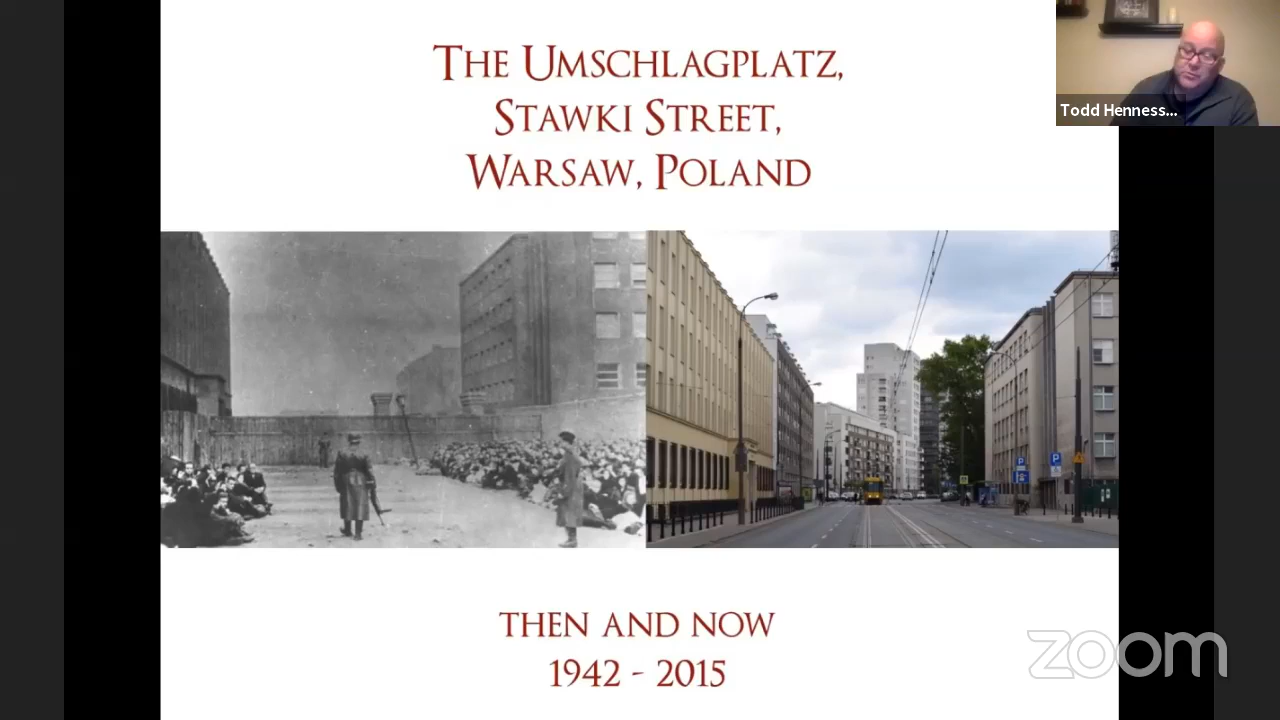 THE UMSCHLAGPLATZ,
STAWKI STREET,
WARSAW, POLAND
Todd Henness...
THEN AND NOW
1942 - 2015
zoom